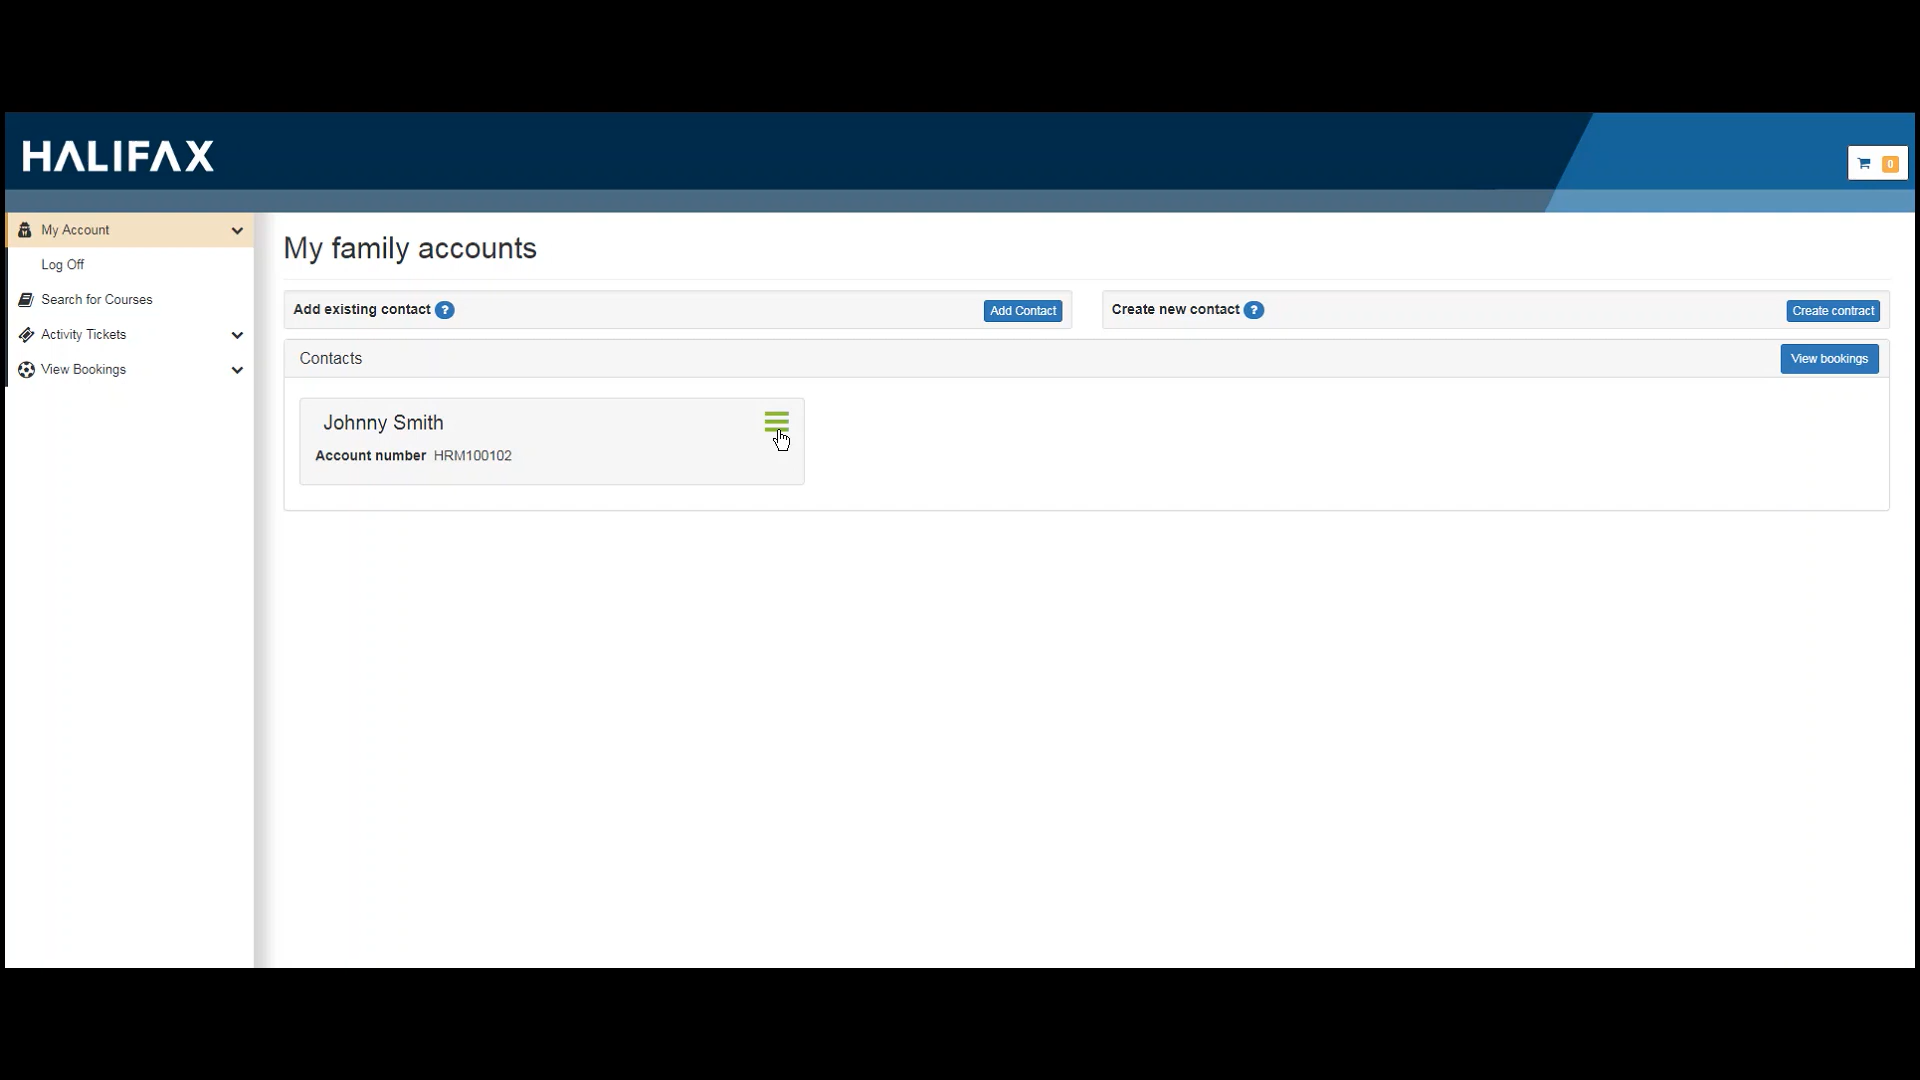 HALIFAX
0
My Account
Log Off
Search for Courses
Activity Tickets
View Bookings
My family accounts
Add existing contact ?
Add Contact
Create new contact ?
Create contract
Contacts
View bookings
Johnny Smith
Account number HRM100102